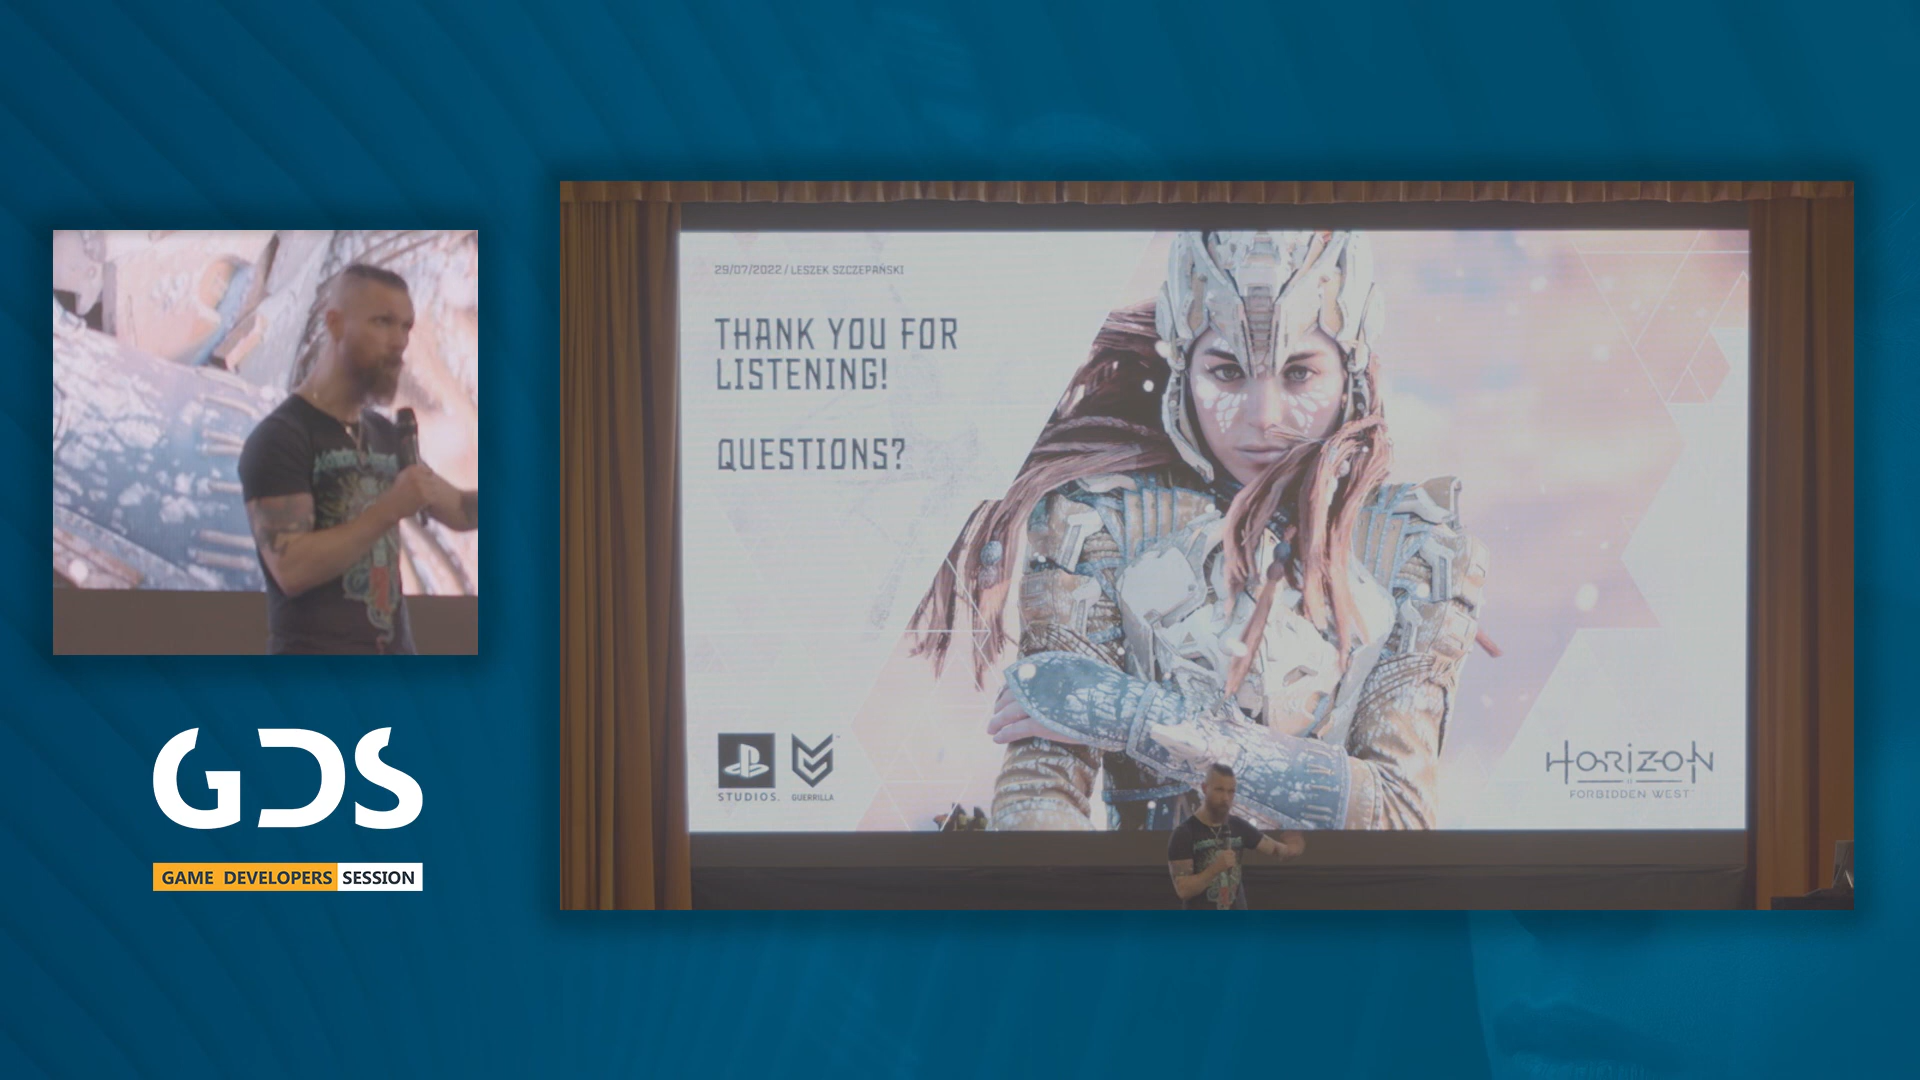 29/07/2022 / LESZEK SZCZEPAŃSKI
THANK YOU FOR
LISTENING!
QUESTIONS?
STUDIOS.
GUERRILLA
HORIZON
FORBIDDEN WEST
GDS
GAME DEVELOPERS SESSION